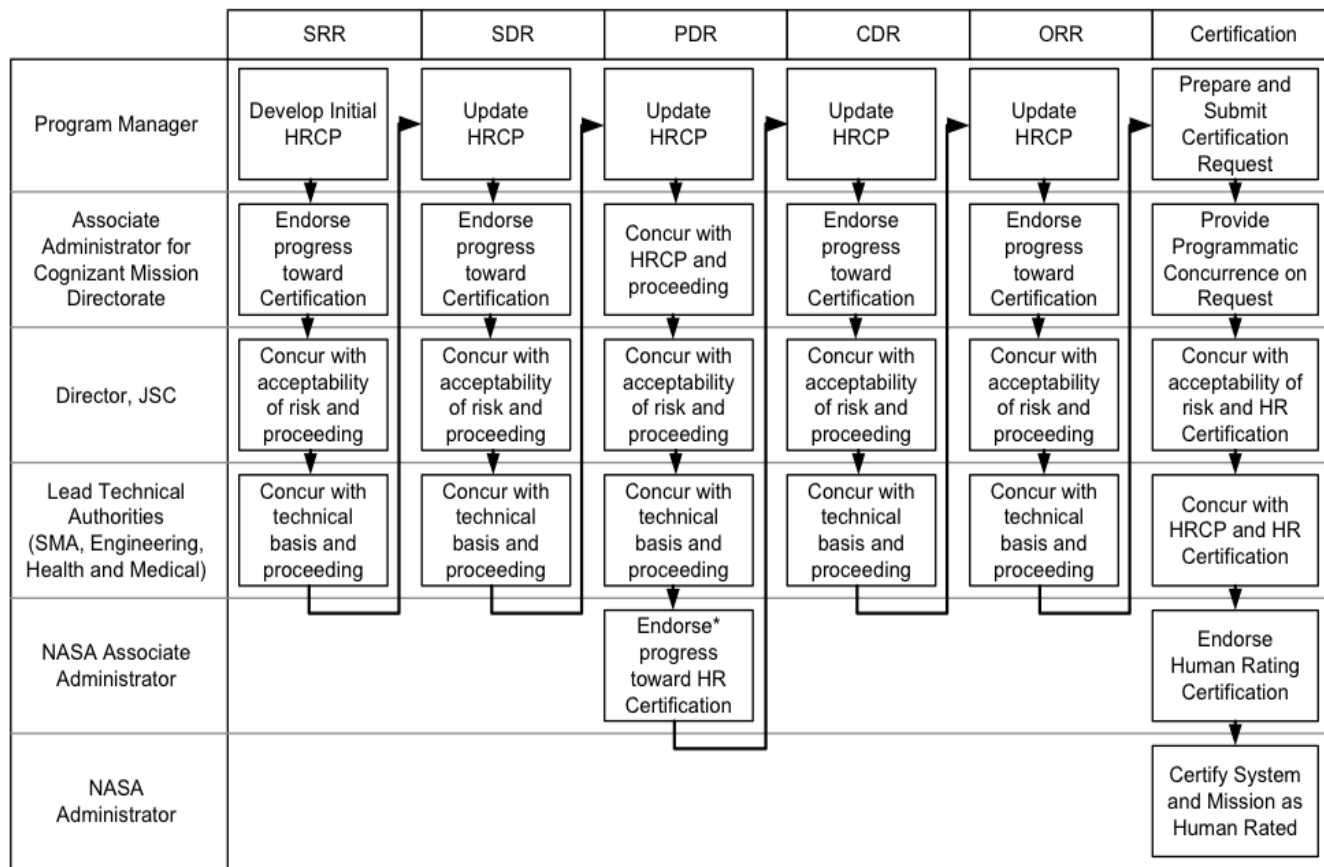 SRR
SDR
PDR
CDR
ORR
Certification
Program Manager
Develop Initial
HRCP
Update
HRCP
Update
HRCP
Update
HRCP
Update
HRCP
Prepare and
Submit
Certification
Request
Associate
Administrator for
Cognizant Mission
Directorate
Endorse
progress
toward
Certification
Endorse
progress
toward
Certification
Concur with
HRCP and
proceeding
Endorse
progress
toward
Certification
Endorse
progress
toward
Certification
Provide
Programmatic
Concurrence on
Request
Director, JSC
Concur with
acceptability
of risk and
proceeding
Concur with
acceptability
of risk and
proceeding
Concur with
acceptability
of risk and
proceeding
Concur with
acceptability
of risk and
proceeding
Concur with
acceptability
of risk and
proceeding
Concur with
acceptability of
risk and HR
Certification
Lead Technical
Authorities
(SMA, Engineering,
Health and Medical)
Concur with
technical
basis and
proceeding
Concur with
technical
basis and
proceeding
Concur with
technical
basis and
proceeding
Concur with
technical
basis and
proceeding
Concur with
technical
basis and
proceeding
Concur with
HRCP and HR
Certification
NASA Associate
Administrator
Endorse*
progress
toward HR
Certification
Endorse
Human Rating
Certification
NASA
Administrator
Certify System
and Mission as
Human Rated